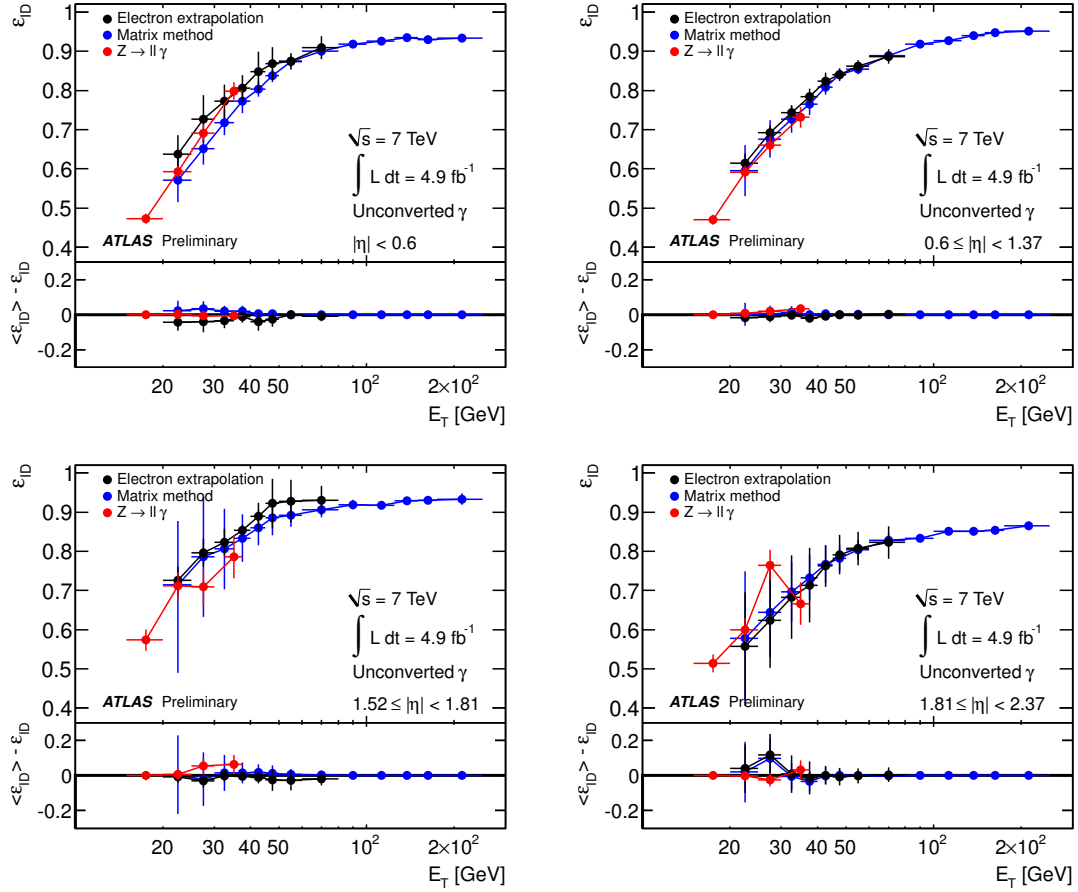 ε_ID
1
0.9
0.8
0.7
0.6
0.5
0.4
Electron extrapolation
Matrix method
Z → ll γ
√s = 7 TeV
∫ L dt = 4.9 fb⁻¹
Unconverted γ
ATLAS Preliminary
|η| < 0.6
<ε_ID> - ε_ID
0.2
0
-0.2
20 30 40 50 10² 2×10²
E_T [GeV]
ε_ID
1
0.9
0.8
0.7
0.6
0.5
0.4
Electron extrapolation
Matrix method
Z → ll γ
√s = 7 TeV
∫ L dt = 4.9 fb⁻¹
Unconverted γ
ATLAS Preliminary
0.6 ≤ |η| < 1.37
<ε_ID> - ε_ID
0.2
0
-0.2
20 30 40 50 10² 2×10²
E_T [GeV]
ε_ID
1
0.9
0.8
0.7
0.6
0.5
0.4
Electron extrapolation
Matrix method
Z → ll γ
√s = 7 TeV
∫ L dt = 4.9 fb⁻¹
Unconverted γ
ATLAS Preliminary
1.52 ≤ |η| < 1.81
<ε_ID> - ε_ID
0.2
0
-0.2
20 30 40 50 10² 2×10²
E_T [GeV]
ε_ID
1
0.9
0.8
0.7
0.6
0.5
0.4
Electron extrapolation
Matrix method
Z → ll γ
√s = 7 TeV
∫ L dt = 4.9 fb⁻¹
Unconverted γ
ATLAS Preliminary
1.81 ≤ |η| < 2.37
<ε_ID> - ε_ID
0.2
0
-0.2
20 30 40 50 10² 2×10²
E_T [GeV]